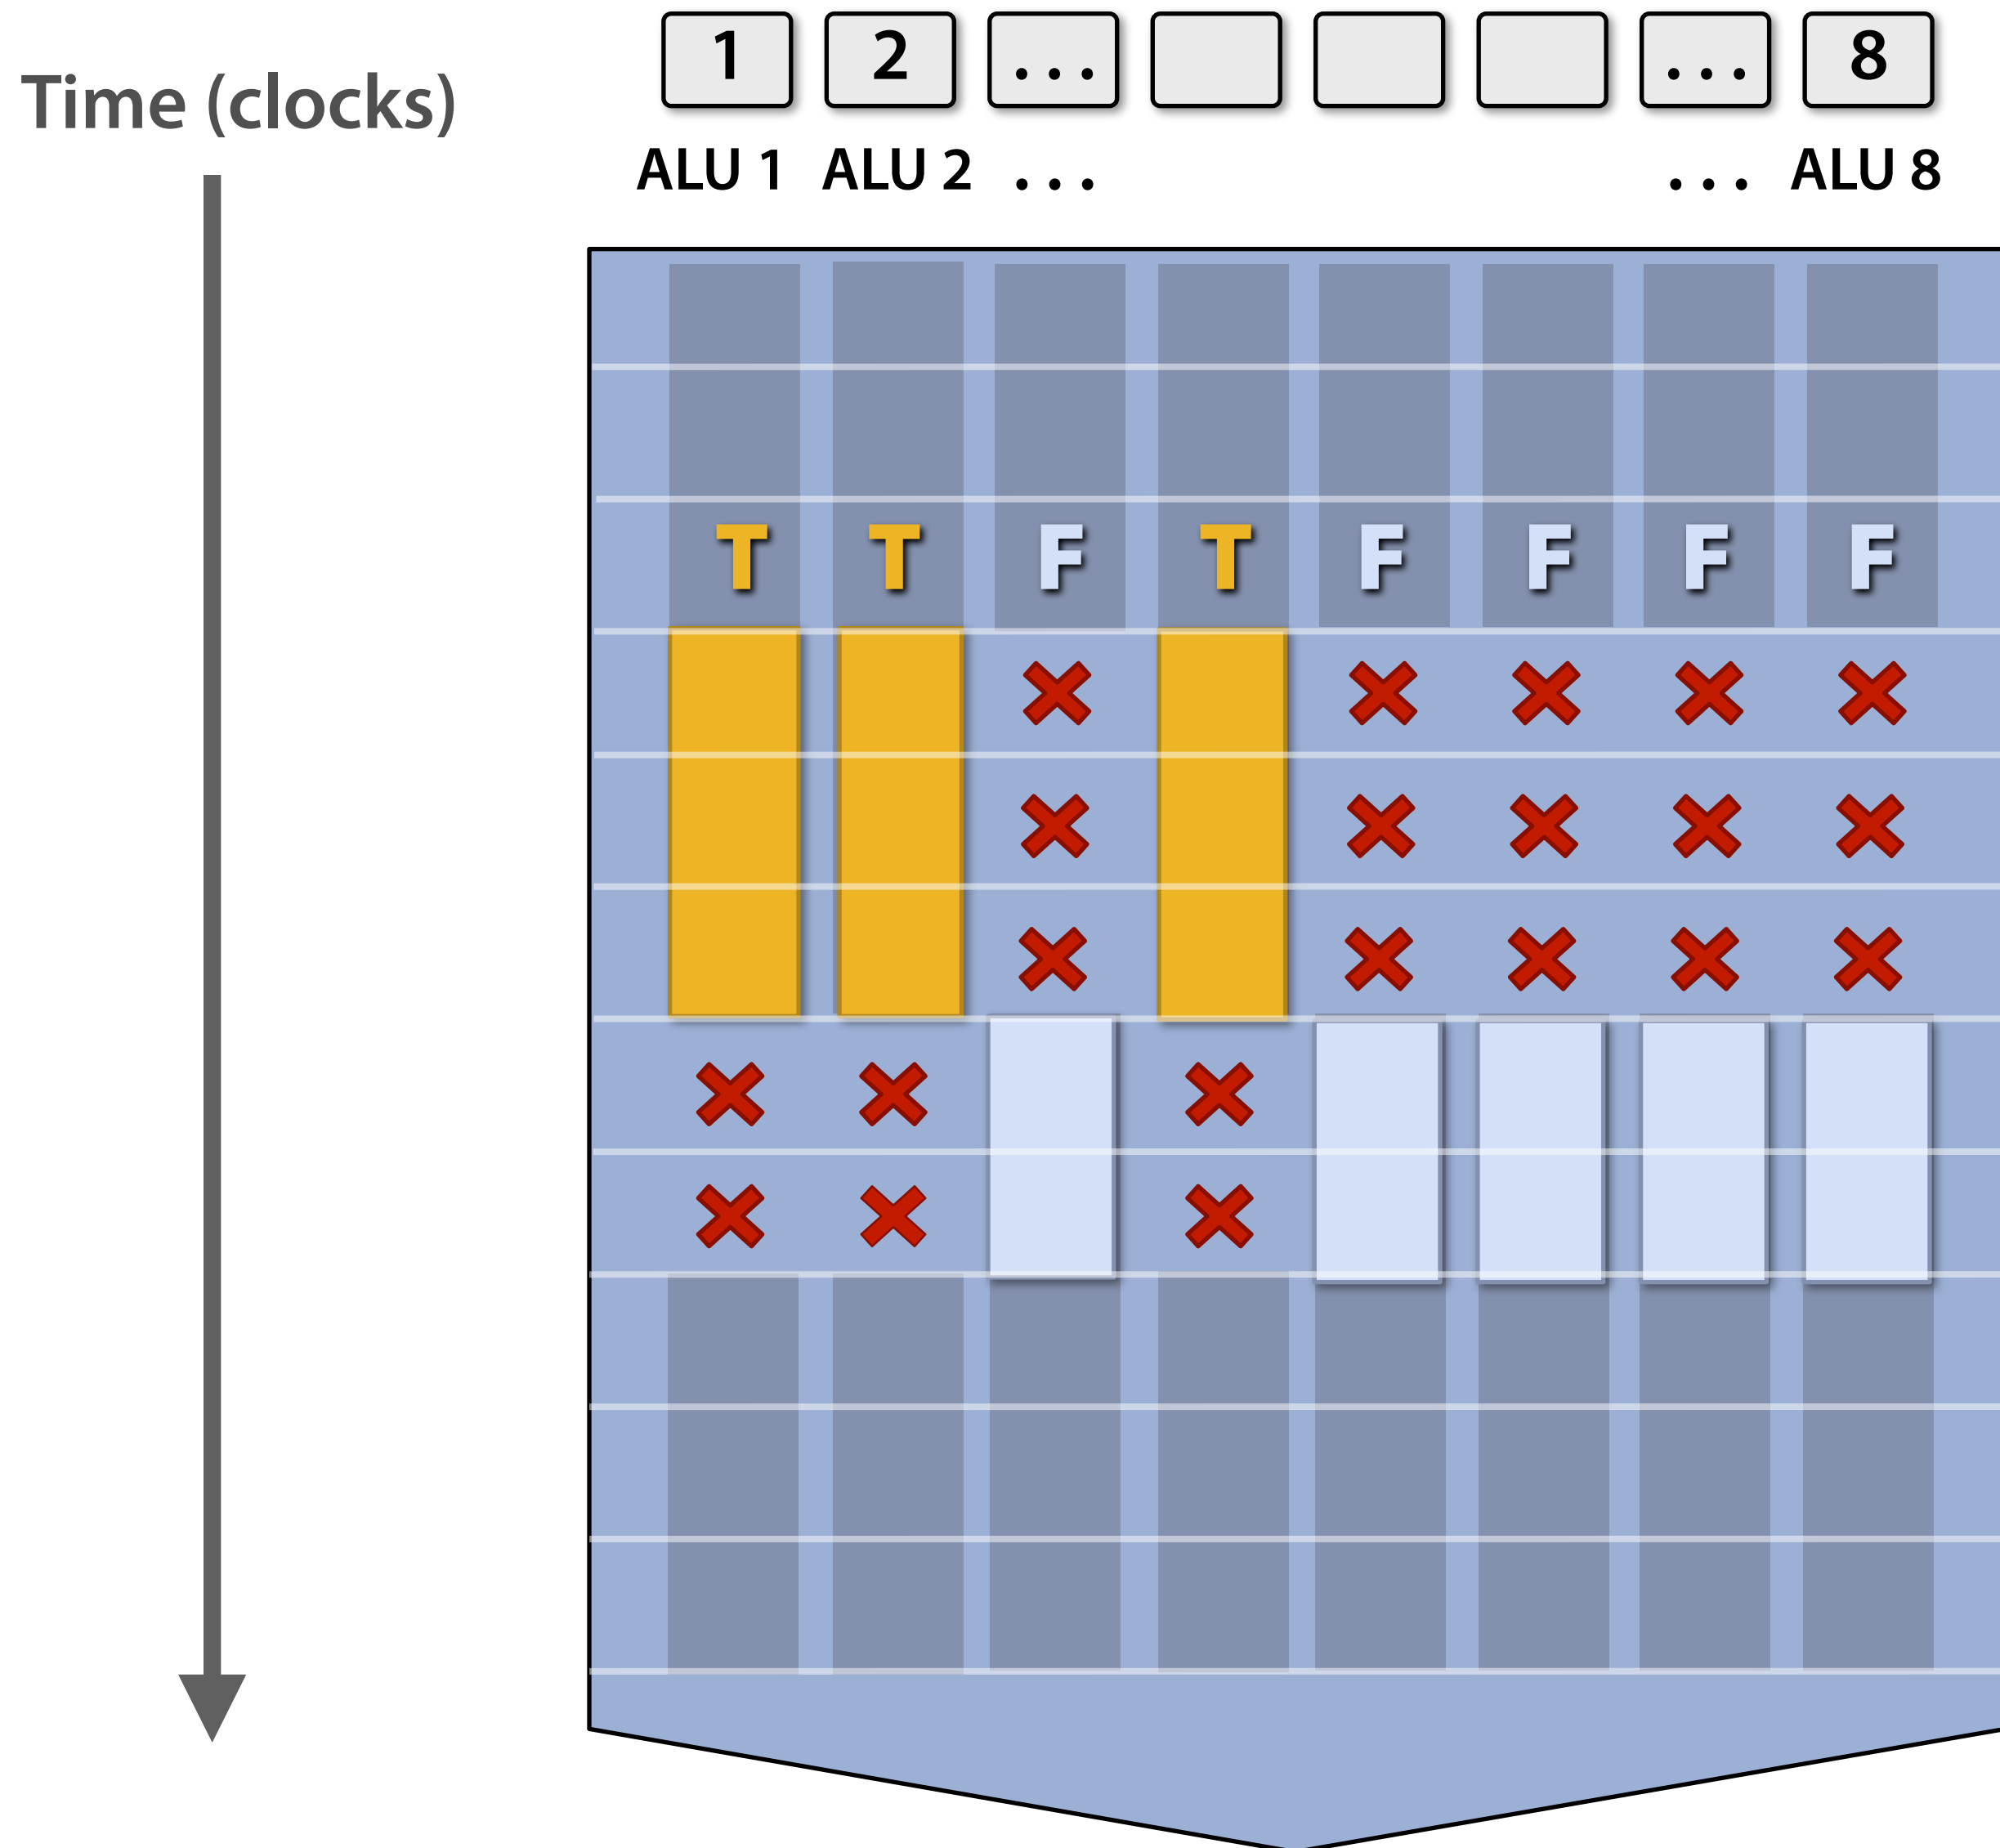 1 2 . . . . . . 8
Time (clocks)
ALU 1 ALU 2 . . . . . . ALU 8
T T F T F F F F